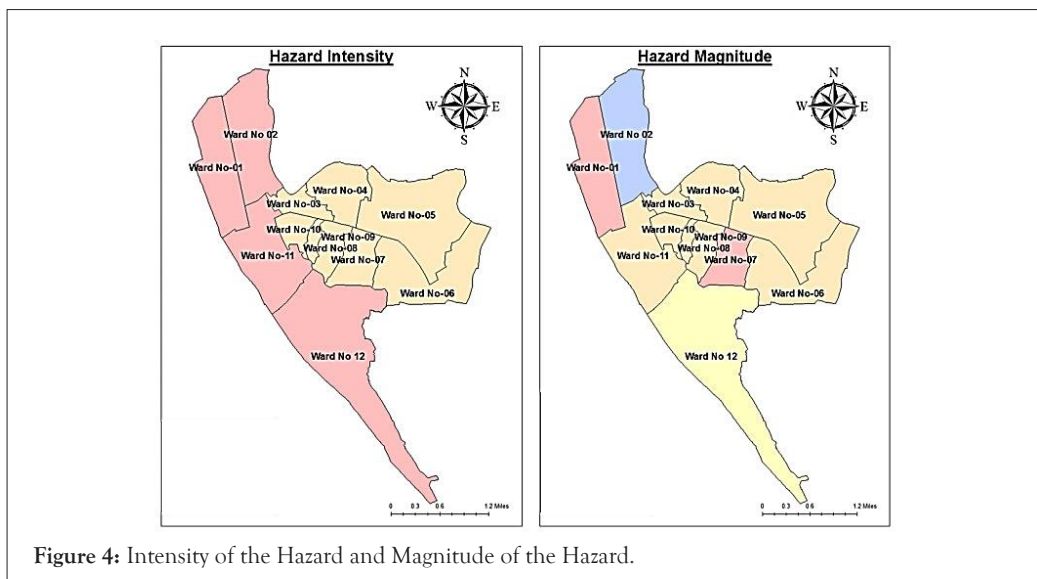 Hazard Intensity
N
W E
S
Ward No 02
Ward No-01
Ward No-04
Ward No-03
Ward No-05
Ward No-10
Ward No-09
Ward No-08
Ward No-11
Ward No-07
Ward No-06
Ward No 12
0 0.3 0.6 1.2 Miles
Hazard Magnitude
N
W E
S
Ward No 02
Ward No-01
Ward No-04
Ward No-03
Ward No-05
Ward No-10
Ward No-09
Ward No-08
Ward No-11
Ward No-07
Ward No-06
Ward No 12
0 0.3 0.6 1.2 Miles
Figure 4: Intensity of the Hazard and Magnitude of the Hazard.